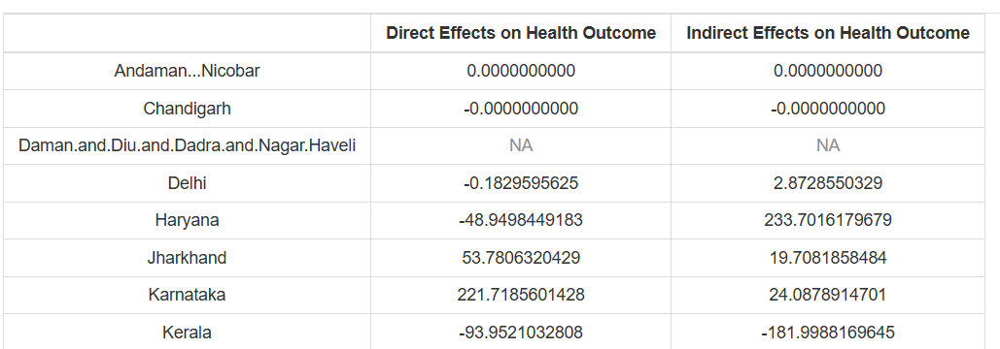 Direct Effects on Health Outcome Indirect Effects on Health Outcome
Andaman...Nicobar 0.0000000000 0.0000000000
Chandigarh -0.0000000000 -0.0000000000
Daman.and.Diu.and.Dadra.and.Nagar.Haveli NA NA
Delhi -0.1829595625 2.8728550329
Haryana -48.9498449183 233.7016179679
Jharkhand 53.7806320429 19.7081858484
Karnataka 221.7185601428 24.0878914701
Kerala -93.9521032808 -181.9988169645